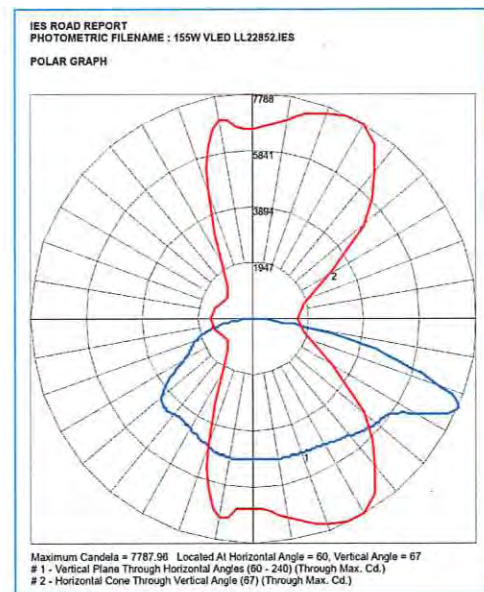 IES ROAD REPORT
PHOTOMETRIC FILENAME : 155W VLED LL22852.IES
POLAR GRAPH
7788
5841
3894
1947
2
1
Maximum Candela = 7787.96 Located At Horizontal Angle = 60, Vertical Angle = 67
# 1 - Vertical Plane Through Horizontal Angles (60 - 240) (Through Max. Cd.)
# 2 - Horizontal Cone Through Vertical Angle (67) (Through Max. Cd.)